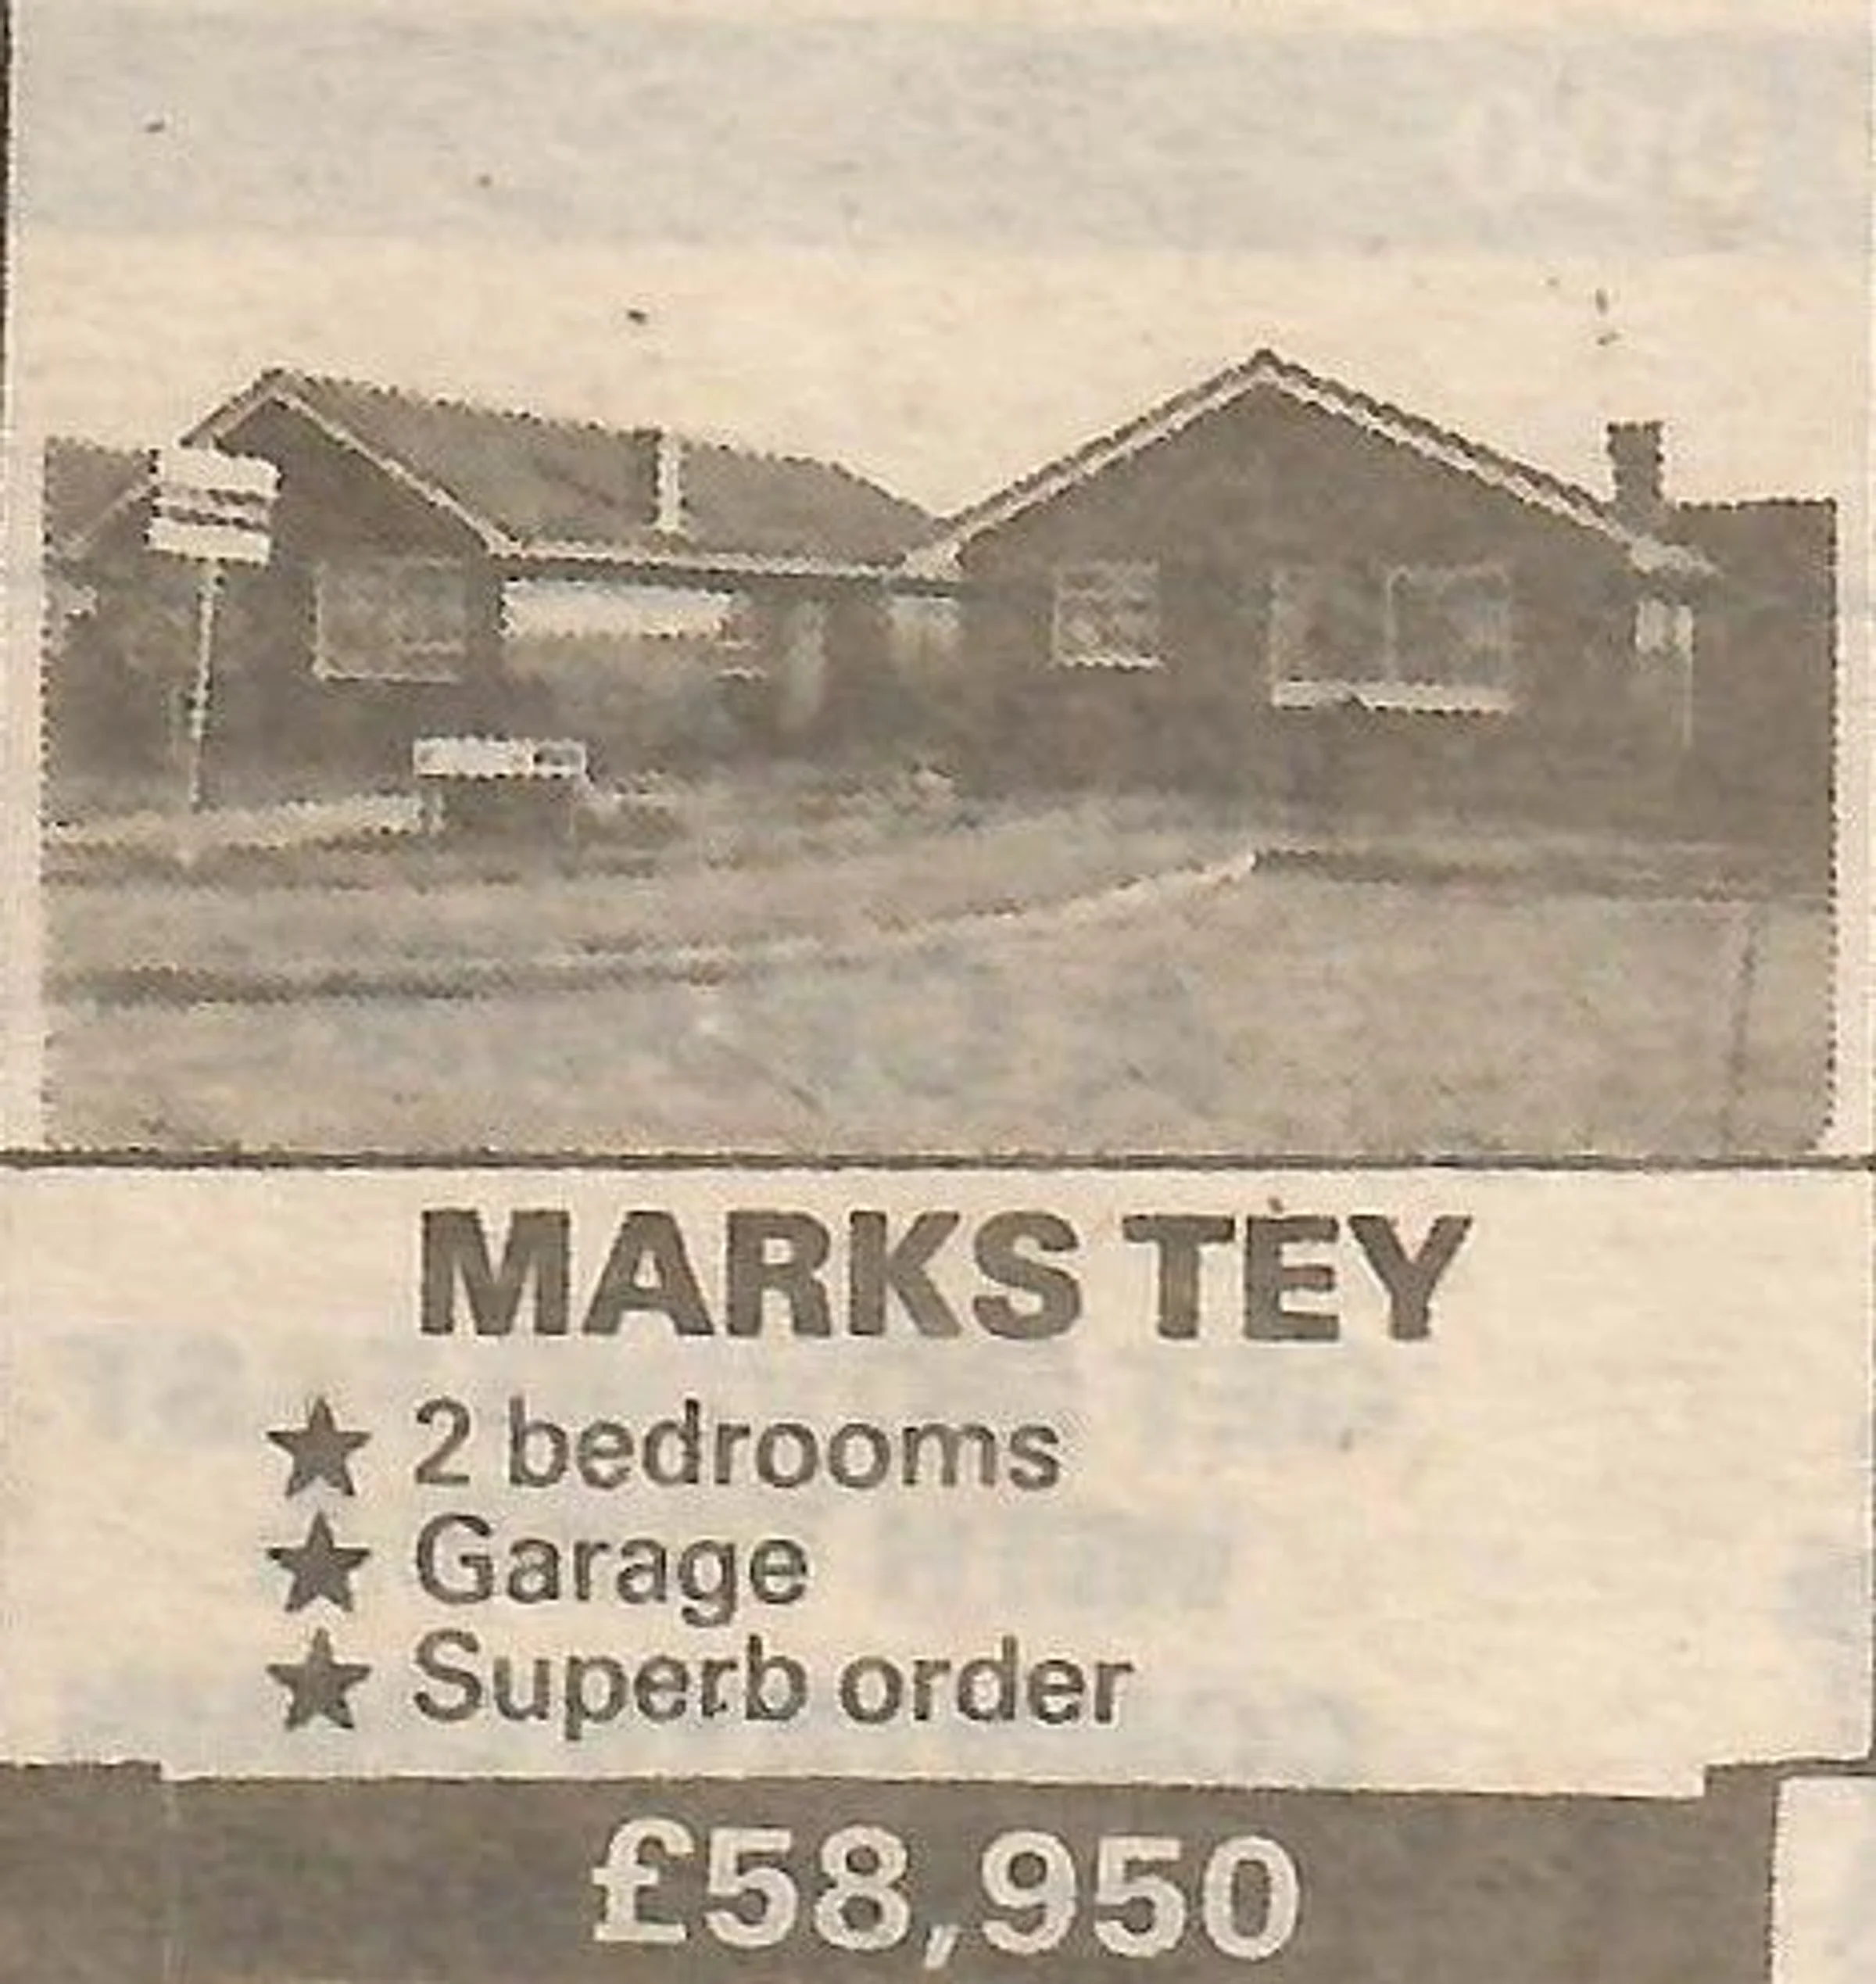 MARKS TEY
★ 2 bedrooms
★ Garage
★ Superb order
£58,950